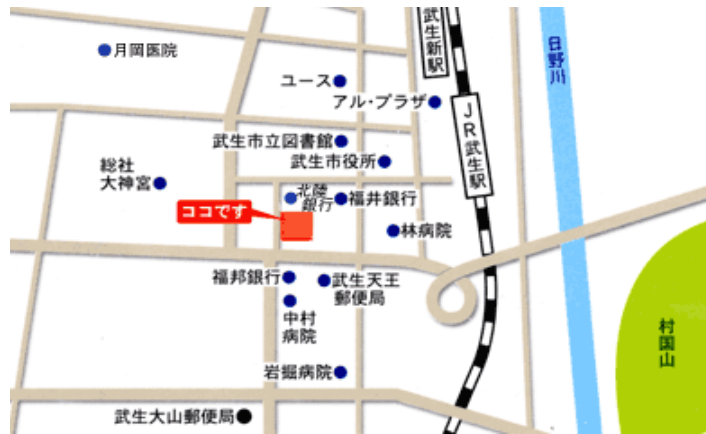 武生新駅
日野川
月岡医院
ユース
アル・プラザ
JR武生駅
武生市立図書館
武生市役所
総社
大神宮
北陸
銀行
福井銀行
ココです
林病院
福邦銀行
武生天王
郵便局
中村
病院
村国山
岩掘病院
武生大山郵便局